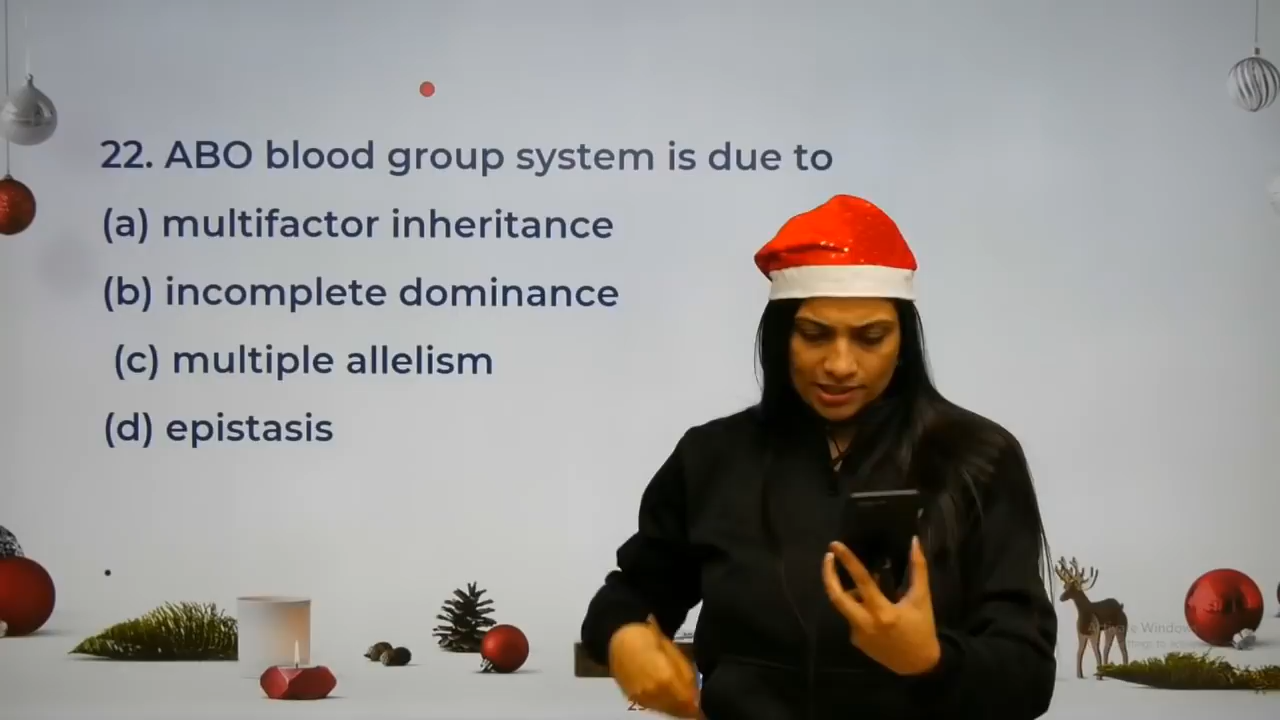 22. ABO blood group system is due to
(a) multifactor inheritance
(b) incomplete dominance
(c) multiple allelism
(d) epistasis